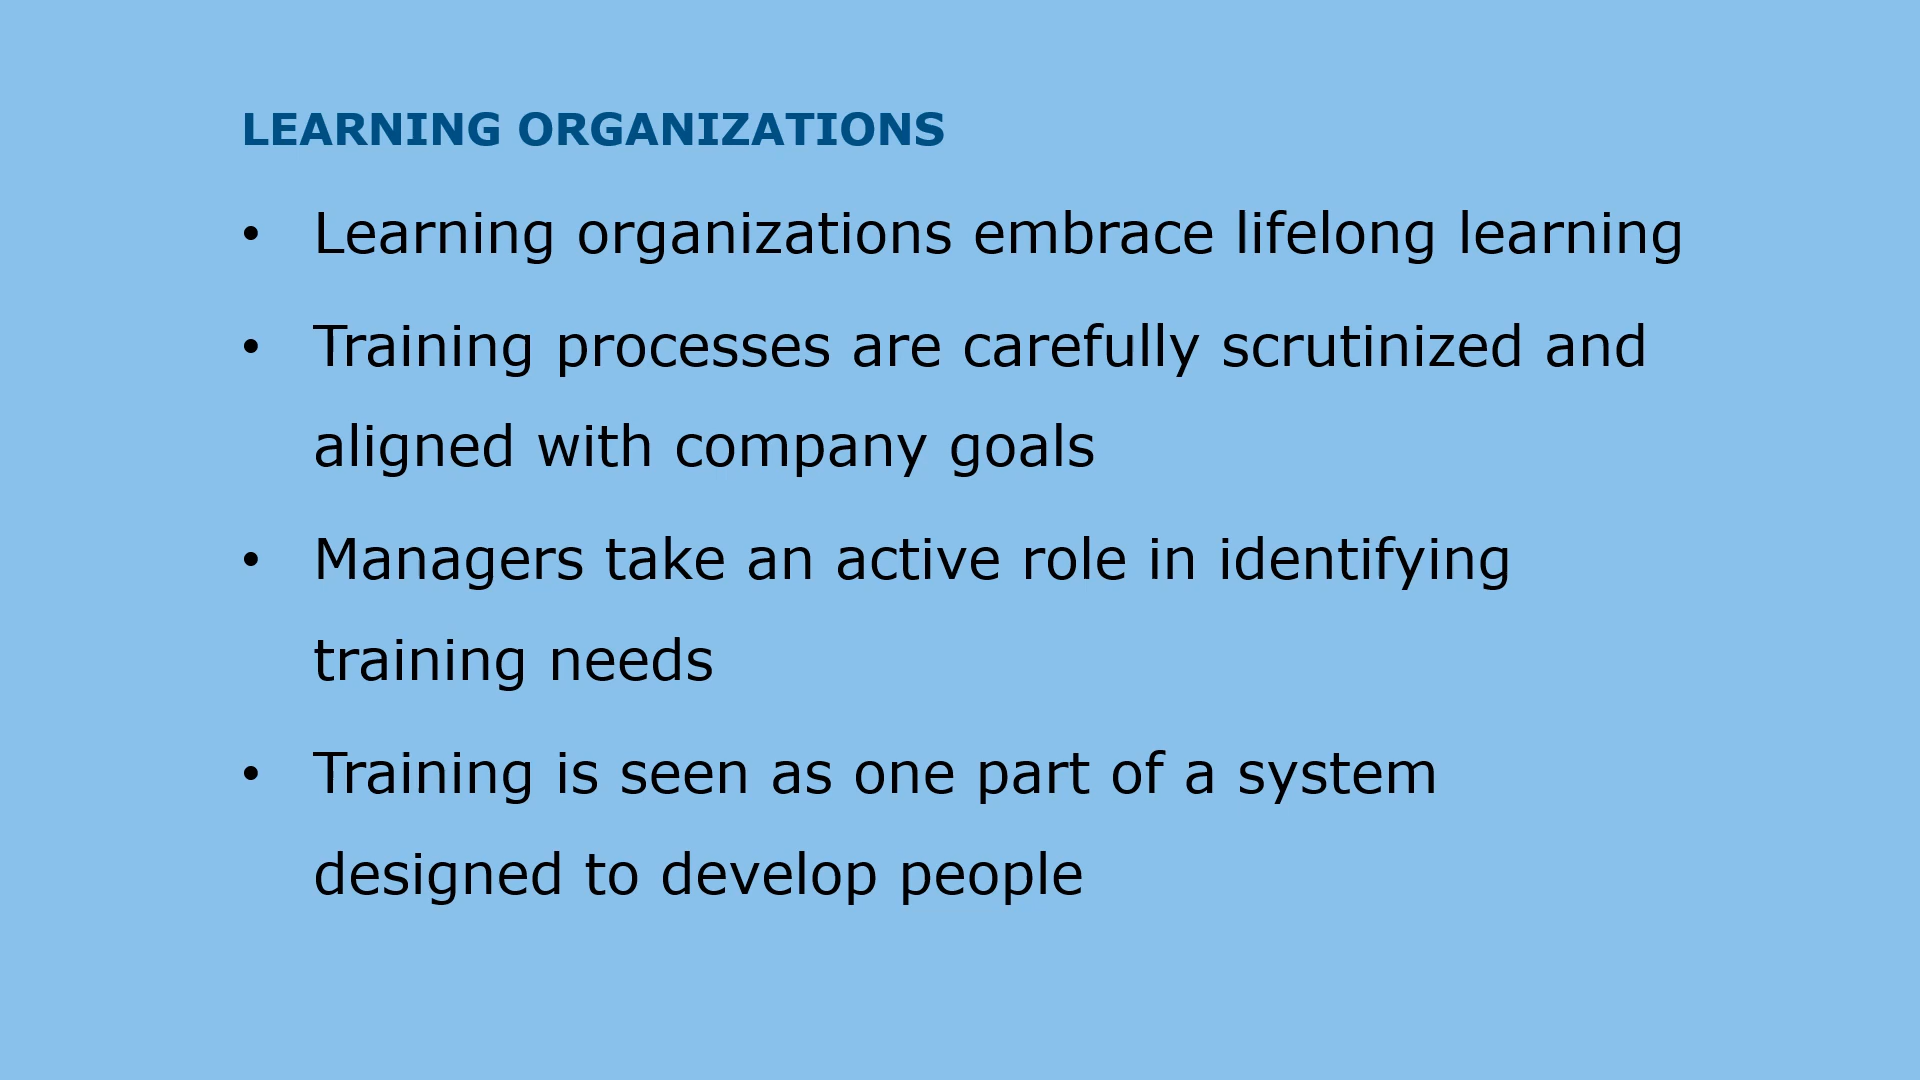 LEARNING ORGANIZATIONS
• Learning organizations embrace lifelong learning
• Training processes are carefully scrutinized and
aligned with company goals
• Managers take an active role in identifying
training needs
• Training is seen as one part of a system
designed to develop people